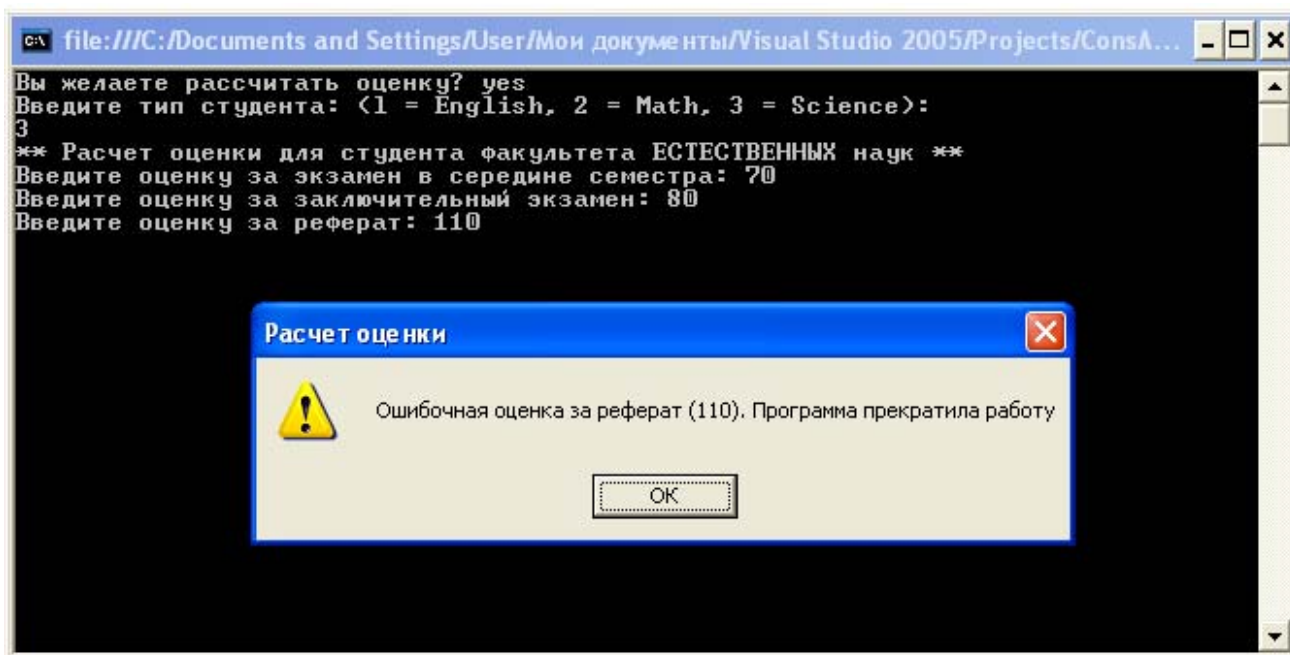 file:///C:/Documents and Settings/User/Мои документы/Visual Studio 2005/Projects/ConsA...
Вы желаете рассчитать оценку? yes
Введите тип студента: (1 = English, 2 = Math, 3 = Science):
3
** Расчет оценки для студента факультета ЕСТЕСТВЕННЫХ наук **
Введите оценку за экзамен в середине семестра: 70
Введите оценку за заключительный экзамен: 80
Введите оценку за реферат: 110
Расчет оценки
Ошибочная оценка за реферат (110). Программа прекратила работу
OK